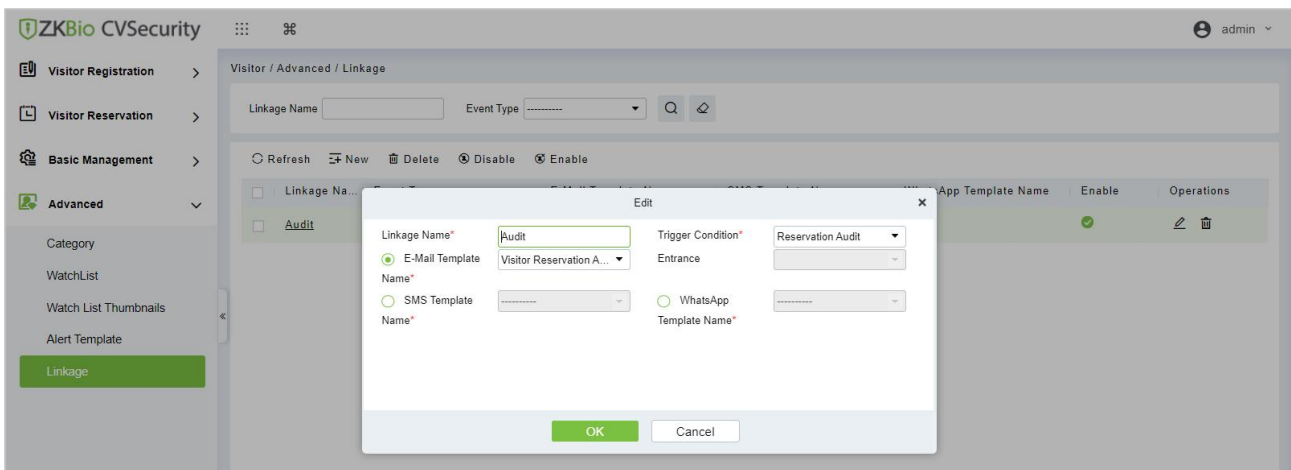 ZKBio CVSecurity
admin
Visitor Registration
Visitor Reservation
Basic Management
Advanced
Category
WatchList
Watch List Thumbnails
Alert Template
Linkage
Visitor / Advanced / Linkage
Linkage Name Event Type ----------
Refresh New Delete Disable Enable
Linkage Na... App Template Name Enable Operations
Audit
Edit
Linkage Name* Audit Trigger Condition* Reservation Audit
E-Mail Template Name* Visitor Reservation A... Entrance
SMS Template Name* ---------- WhatsApp Template Name* ----------
OK Cancel